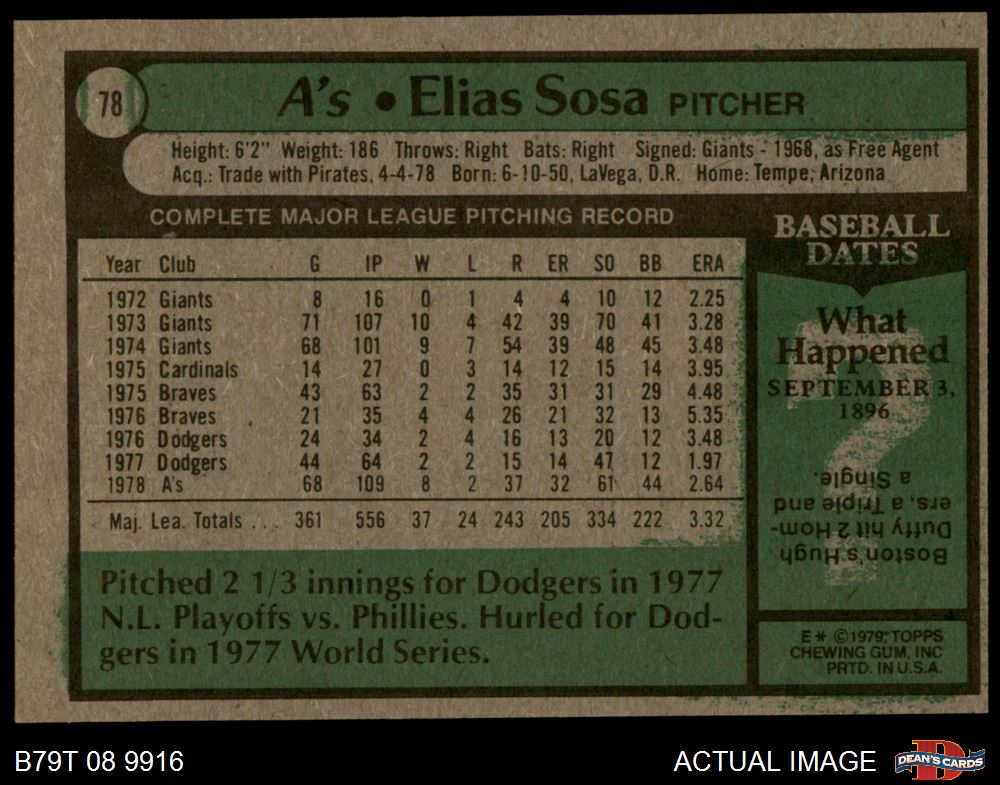 78
A's • Elias Sosa PITCHER
Height: 6'2" Weight: 186 Throws: Right Bats: Right Signed: Giants - 1968, as Free Agent
Acq.: Trade with Pirates, 4-4-78 Born: 6-10-50, LaVega, D.R. Home: Tempe, Arizona
COMPLETE MAJOR LEAGUE PITCHING RECORD
Year Club G IP W L R ER SO BB ERA
1972 Giants 8 16 0 1 4 4 10 12 2.25
1973 Giants 71 107 10 4 42 39 70 41 3.28
1974 Giants 68 101 9 7 54 39 48 45 3.48
1975 Cardinals 14 27 0 3 14 12 15 14 3.95
1975 Braves 43 63 2 2 35 31 31 29 4.48
1976 Braves 21 35 4 4 26 21 32 13 5.35
1976 Dodgers 24 34 2 4 16 13 20 12 3.48
1977 Dodgers 44 64 2 2 15 14 47 12 1.97
1978 A's 68 109 8 2 37 32 61 44 2.64
Maj. Lea. Totals ... 361 556 37 24 243 205 334 222 3.32
Pitched 2 1/3 innings for Dodgers in 1977
N.L. Playoffs vs. Phillies. Hurled for Dod-
gers in 1977 World Series.
BASEBALL
DATES
What
Happened
SEPTEMBER 3,
1896
?
Boston's Hugh
Duffy hit 2 Hom-
ers, a Triple and
a Single.
E* ©1979, TOPPS
CHEWING GUM, INC
PRTD. IN U.S.A.
B79T 08 9916
ACTUAL IMAGE
DEAN'S CARDS